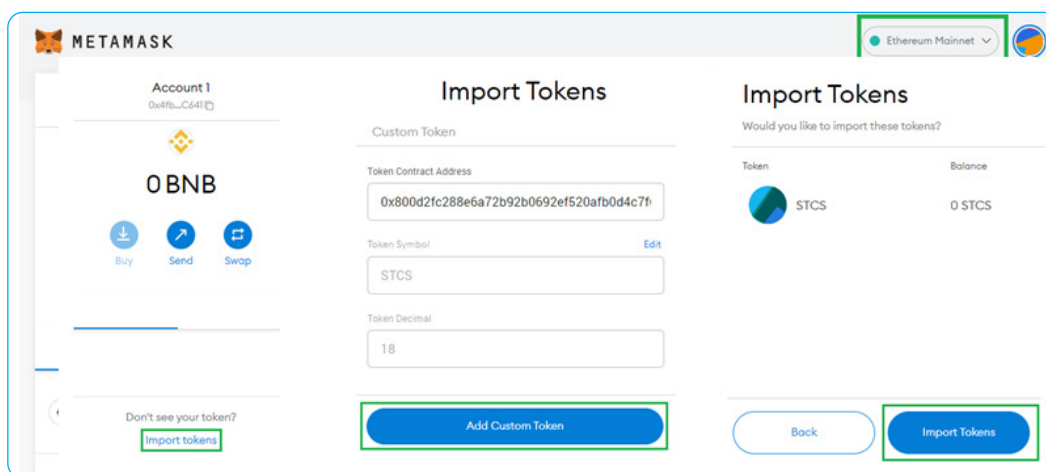 METAMASK
Ethereum Mainnet
Account 1
0x4fb...C641
0 BNB
Buy
Send
Swap
Don't see your token?
Import tokens
Import Tokens
Custom Token
Token Contract Address
0x800d2fc288e6a72b92b0692ef520afb0d4c7f
Token Symbol
Edit
STCS
Token Decimal
18
Add Custom Token
Import Tokens
Would you like to import these tokens?
Token
Balance
STCS
0 STCS
Back
Import Tokens